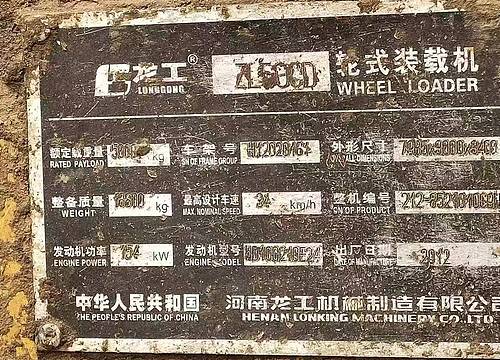 龙工® ZL50CD 轮式装载机
LONGGONG WHEEL LOADER
额定载重量 kg 车架号 外形尺寸
RATED PAYLOAD SN OF FRAME GROUP OVERALL DIMENSIONS
整备质量 kg 最高设计车速 34 km/h 整机编号
WEIGHT MAX. NOMINAL SPEED SN OF PRODUCT
发动机功率 154 kW 发动机型号 出厂日期
ENGINE POWER ENGINE MODEL DATE OF MANUFACTURE
中华人民共和国 河南龙工机械制造有限公司
THE PEOPLE'S REPUBLIC OF CHINA HENAN LONKING MACHINERY CO.,LTD